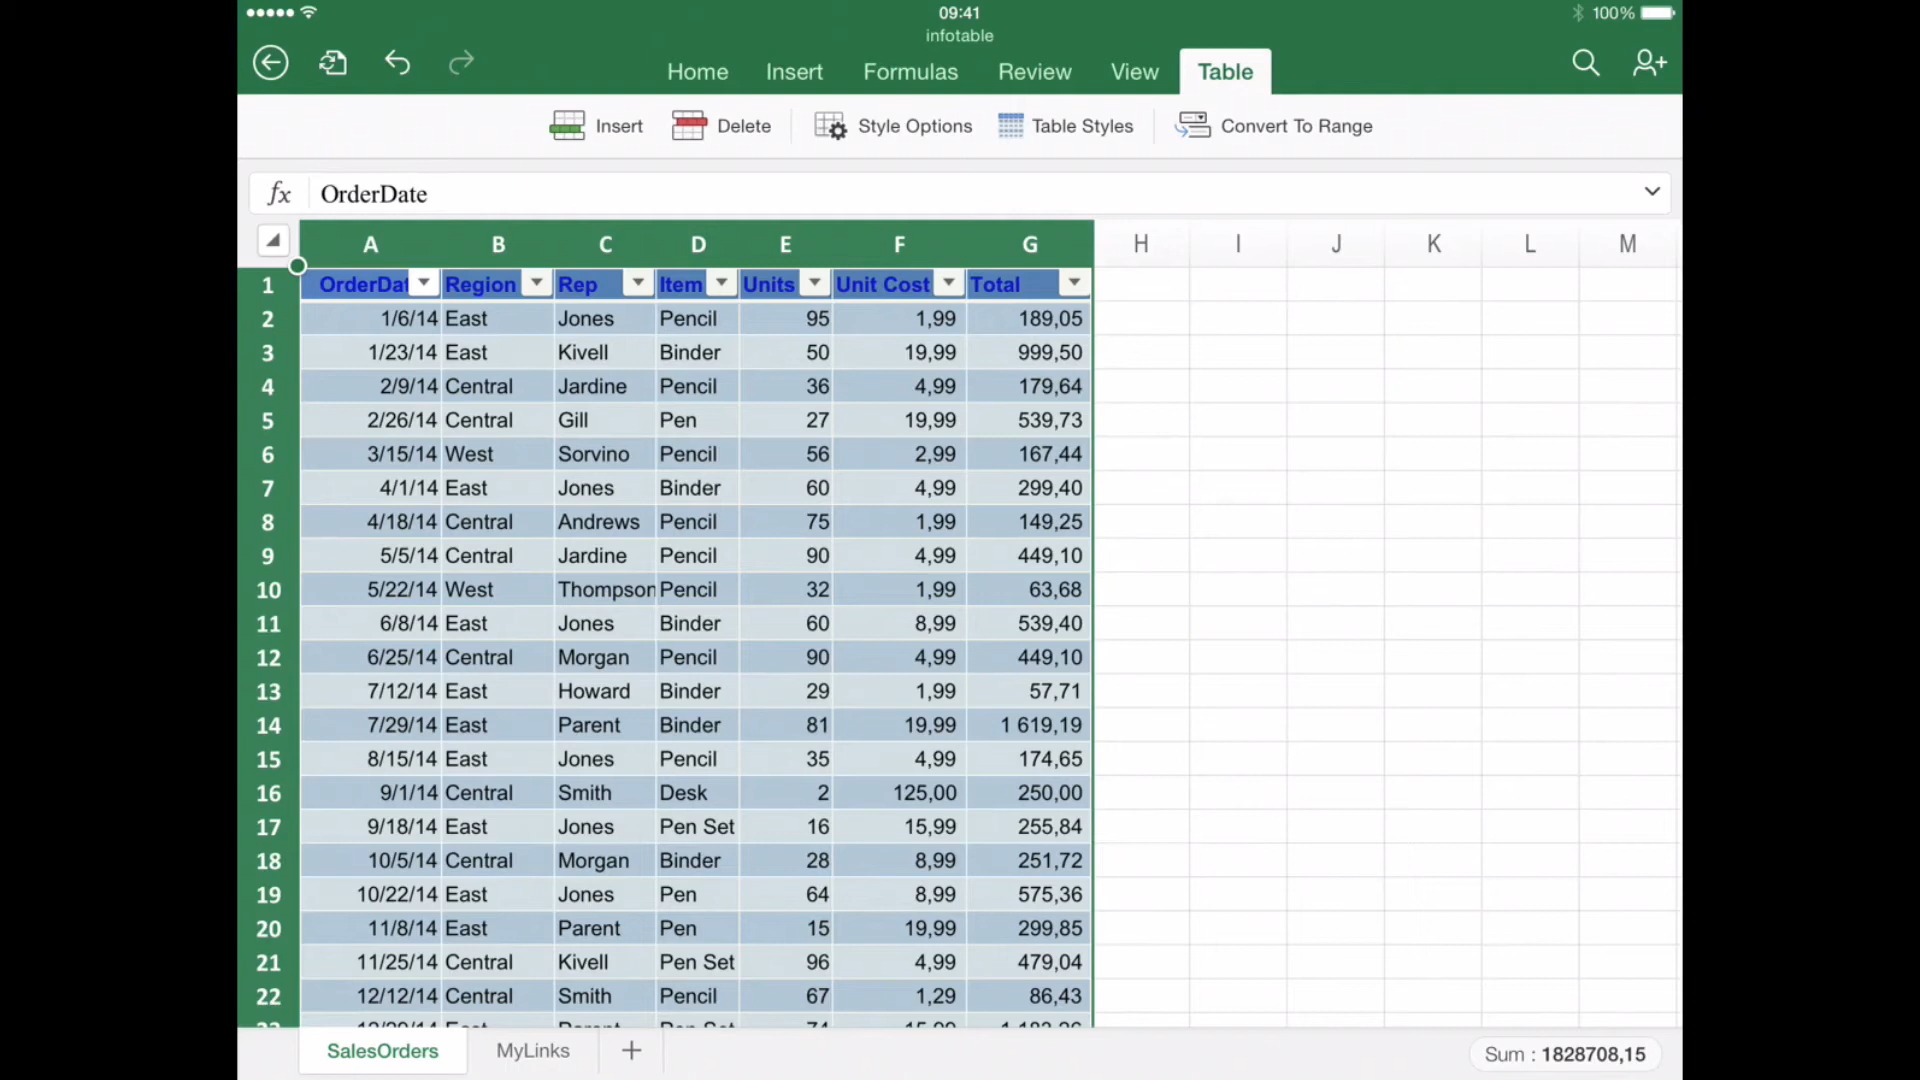 09:41
100%
infotable
Home Insert Formulas Review View Table
Insert Delete Style Options Table Styles Convert To Range
fx OrderDate
A B C D E F G H I J K L M
1 OrderDat Region Rep Item Units Unit Cost Total
2 1/6/14 East Jones Pencil 95 1,99 189,05
3 1/23/14 East Kivell Binder 50 19,99 999,50
4 2/9/14 Central Jardine Pencil 36 4,99 179,64
5 2/26/14 Central Gill Pen 27 19,99 539,73
6 3/15/14 West Sorvino Pencil 56 2,99 167,44
7 4/1/14 East Jones Binder 60 4,99 299,40
8 4/18/14 Central Andrews Pencil 75 1,99 149,25
9 5/5/14 Central Jardine Pencil 90 4,99 449,10
10 5/22/14 West Thompson Pencil 32 1,99 63,68
11 6/8/14 East Jones Binder 60 8,99 539,40
12 6/25/14 Central Morgan Pencil 90 4,99 449,10
13 7/12/14 East Howard Binder 29 1,99 57,71
14 7/29/14 East Parent Binder 81 19,99 1 619,19
15 8/15/14 East Jones Pencil 35 4,99 174,65
16 9/1/14 Central Smith Desk 2 125,00 250,00
17 9/18/14 East Jones Pen Set 16 15,99 255,84
18 10/5/14 Central Morgan Binder 28 8,99 251,72
19 10/22/14 East Jones Pen 64 8,99 575,36
20 11/8/14 East Parent Pen 15 19,99 299,85
21 11/25/14 Central Kivell Pen Set 96 4,99 479,04
22 12/12/14 Central Smith Pencil 67 1,29 86,43
SalesOrders MyLinks + Sum : 1828708,15